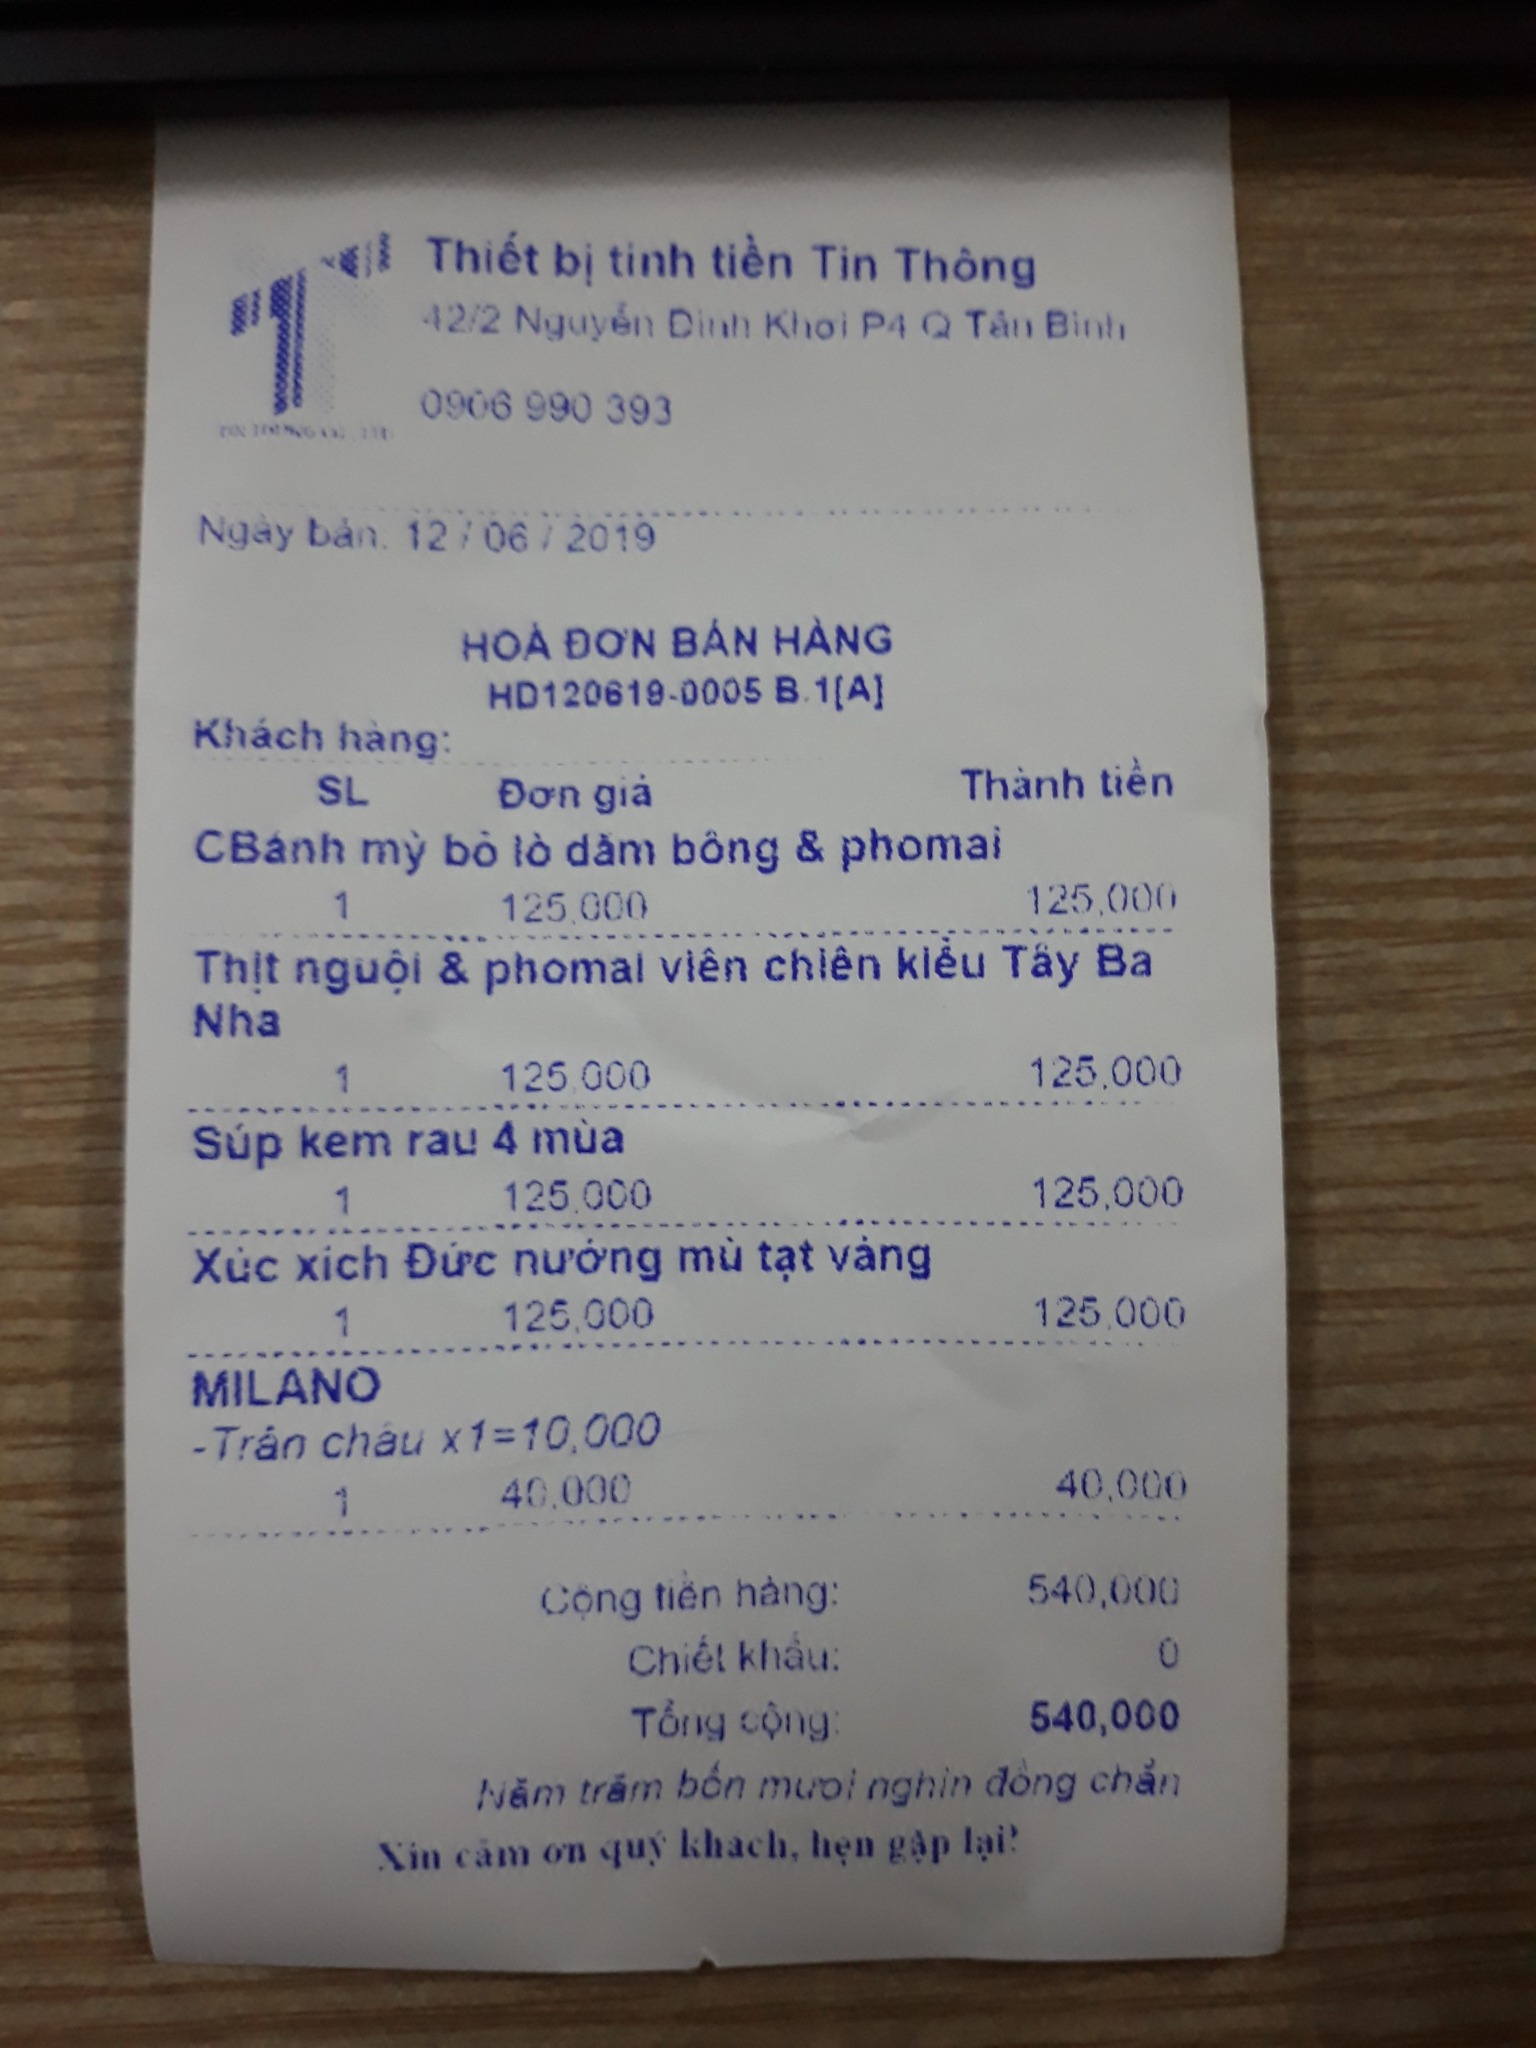 Thiết bị tính tiền Tin Thông
42/2 Nguyễn Đình Khơi P4 Q Tân Bình
0906 990 393
Ngày bán: 12 / 06 / 2019
HOÁ ĐƠN BÁN HÀNG
HD120619-0005 B.1[A]
Khách hàng:
SL Đơn giá Thành tiền
CBánh mỳ bỏ lò dăm bông & phomai
1 125,000 125,000
Thịt nguội & phomai viên chiên kiểu Tây Ba
Nha
1 125,000 125,000
Súp kem rau 4 mùa
1 125,000 125,000
Xúc xích Đức nướng mù tạt vàng
1 125,000 125,000
MILANO
-Trân châu x1=10,000
1 40,000 40,000
Cộng tiền hàng: 540,000
Chiết khấu: 0
Tổng cộng: 540,000
Năm trăm bốn mươi nghìn đồng chẵn
Xin cảm ơn quý khách, hẹn gặp lại!